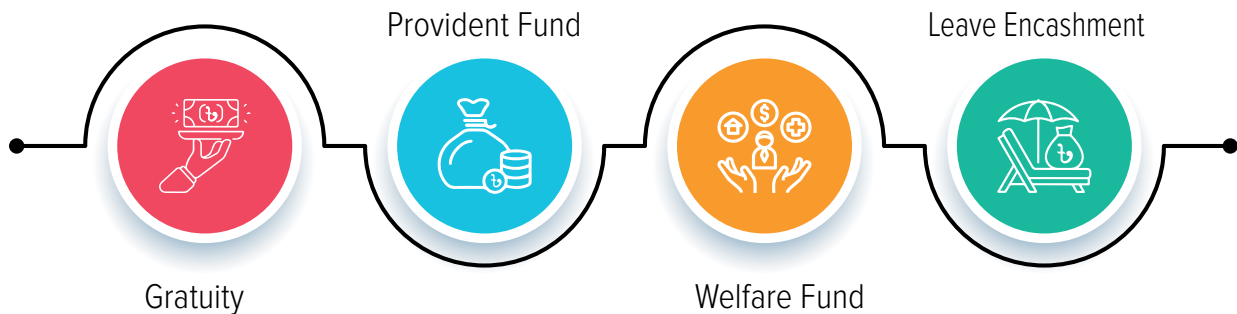 Provident Fund
Leave Encashment
৳
৳
$
৳
Gratuity
Welfare Fund